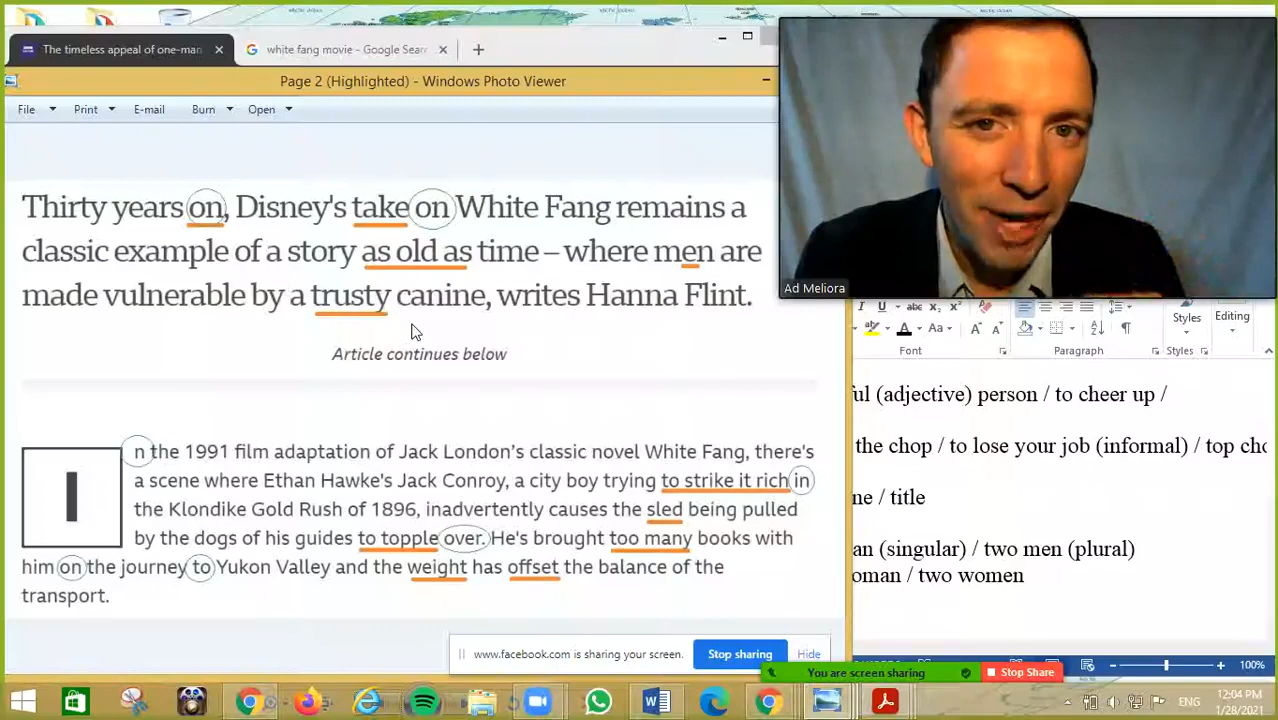 The timeless appeal of one-man
white fang movie - Google Sear
Page 2 (Highlighted) - Windows Photo Viewer
File Print E-mail Burn Open
Thirty years on, Disney's take on White Fang remains a
classic example of a story as old as time – where men are
made vulnerable by a trusty canine, writes Hanna Flint.
Article continues below
In the 1991 film adaptation of Jack London's classic novel White Fang, there's
a scene where Ethan Hawke's Jack Conroy, a city boy trying to strike it rich in
the Klondike Gold Rush of 1896, inadvertently causes the sled being pulled
by the dogs of his guides to topple over. He's brought too many books with
him on the journey to Yukon Valley and the weight has offset the balance of the
transport.
www.facebook.com is sharing your screen. Stop sharing Hide
Ad Meliora
Styles Editing
Font Paragraph Styles
ful (adjective) person / to cheer up /
the chop / to lose your job (informal) / top cho
ne / title
an (singular) / two men (plural)
oman / two women
100%
You are screen sharing Stop Share
ENG
12:04 PM
1/28/2021